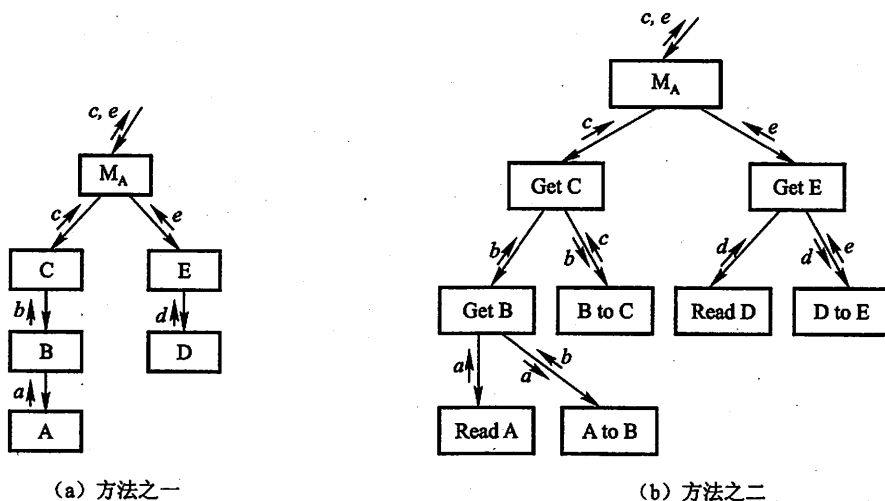 c, e
M_A
c
e
C
E
b
d
B
D
a
A
(a) 方法之一
c, e
M_A
c
e
Get C
Get E
b
b
c
d
d
e
Get B
B to C
Read D
D to E
a
a
b
Read A
A to B
(b) 方法之二